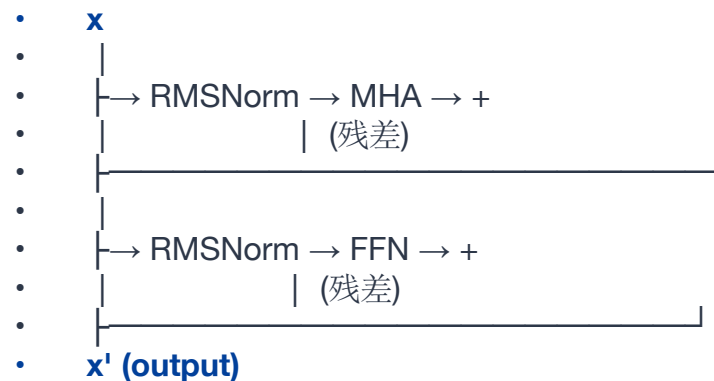 • x
• │
• ├→ RMSNorm → MHA → +
• │ │ (残差)
• ├──────────────────────
• │
• ├→ RMSNorm → FFN → +
• │ │ (残差)
• ├─────────────────────┘
• x' (output)